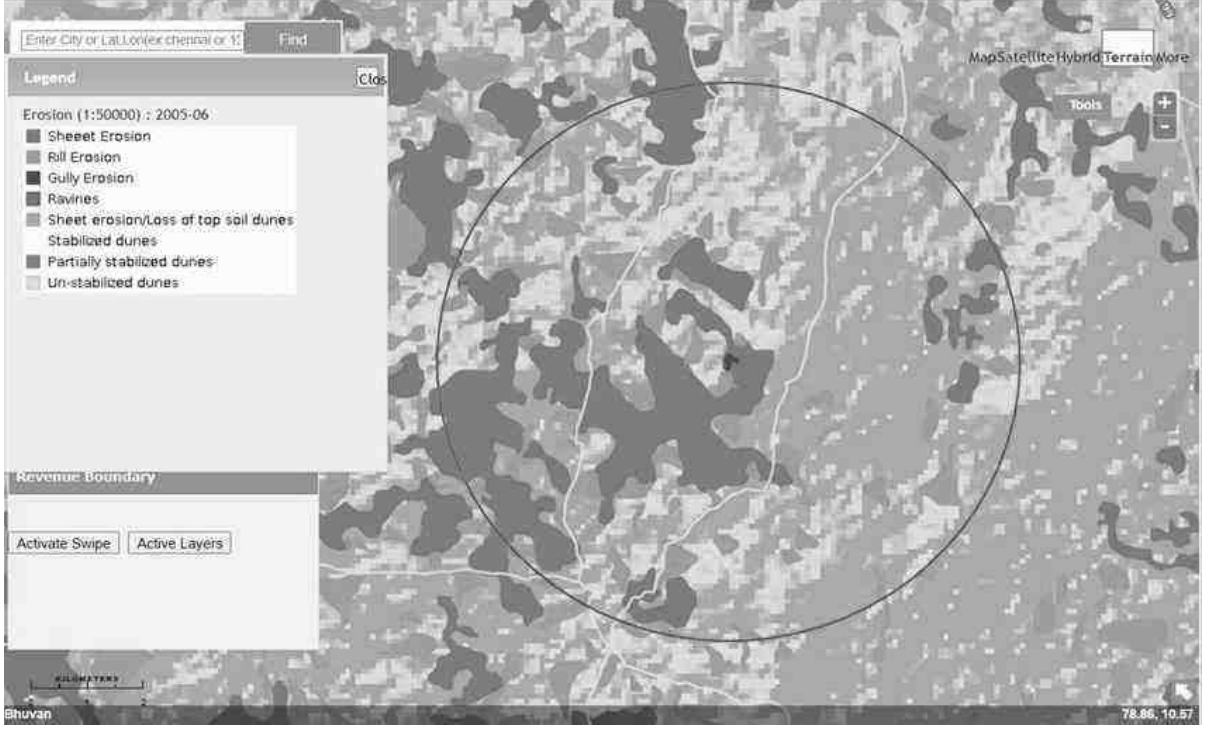 Enter City or Lat,Lon(ex chennai or 1
Find
MapSatelliteHybridTerrainMore
Legend
Clos
Tools
+
-
Erosion (1:50000) : 2005-06
Sheeet Erosion
Rill Erosion
Gully Erosion
Ravines
Sheet erosion/Loss of top soil dunes
Stabilized dunes
Partially stabilized dunes
Un-stabilized dunes
Revenue Boundary
Activate Swipe
Active Layers
KILOMETERS
Bhuvan
78.86, 10.57